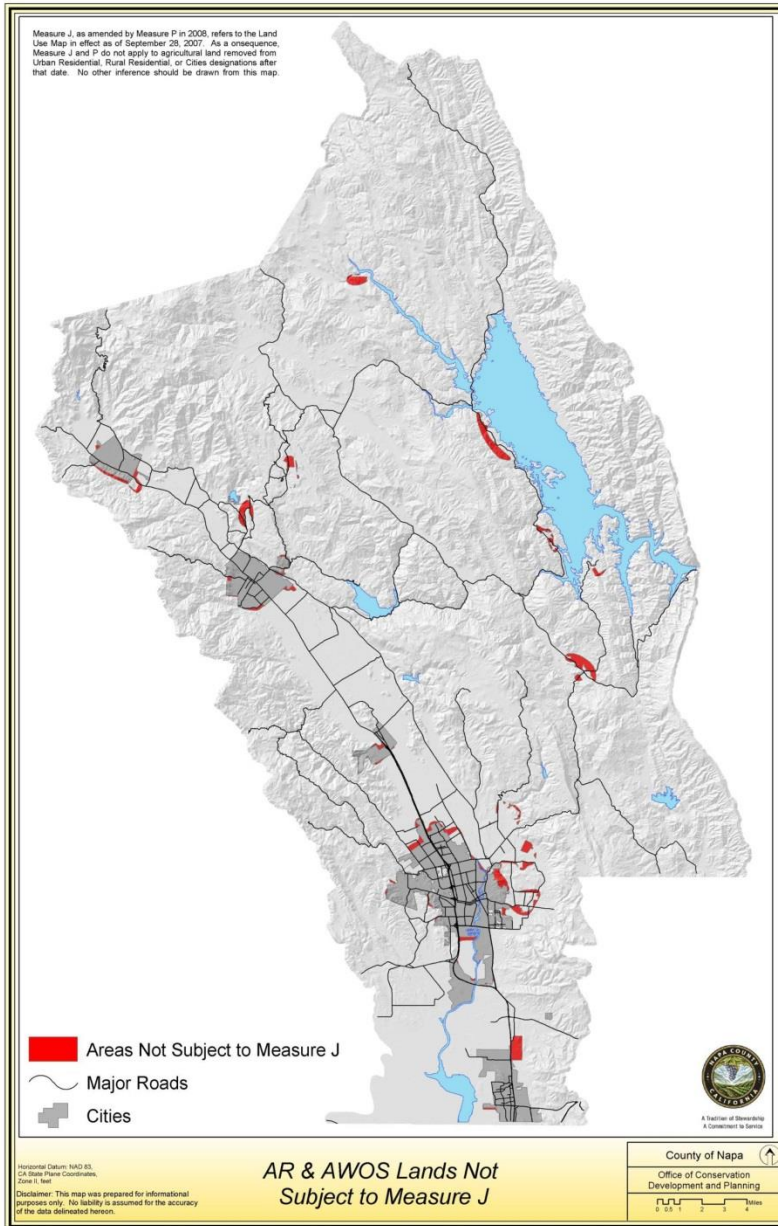 Measure J, as amended by Measure P in 2008, refers to the Land
Use Map in effect as of September 28, 2007. As a onsequence,
Measure J and P do not apply to agricultural land removed from
Urban Residential, Rural Residential, or Cities designations after
that date. No other inference should be drawn from this map.
Areas Not Subject to Measure J
Major Roads
Cities
NAPA COUNTY
CALIFORNIA
A Tradition of Stewardship
A Commitment to Service
Horizontal Datum: NAD 83,
CA State Plane Coordinates,
Zone II, feet
Disclaimer: This map was prepared for informational
purposes only. No liability is assumed for the accuracy
of the data delineated hereon.
AR & AWOS Lands Not
Subject to Measure J
County of Napa
Office of Conservation
Development and Planning
Miles
0 0.5 1 2 3 4